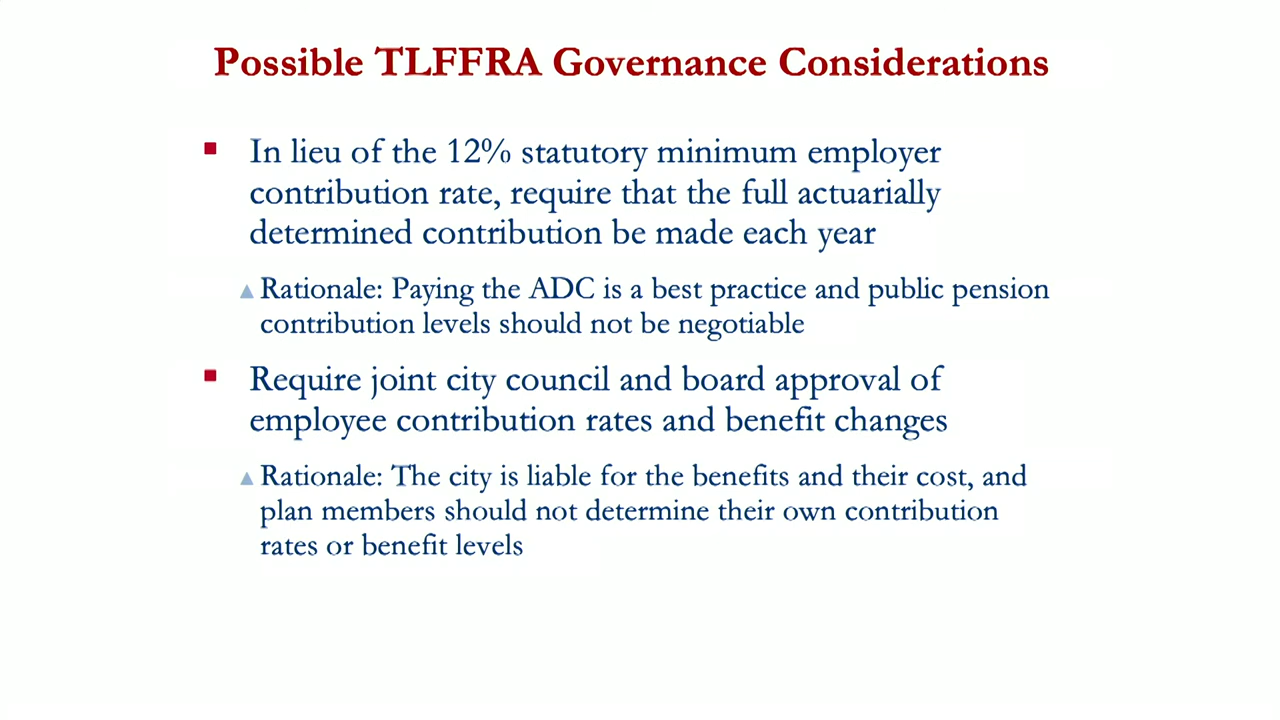 Possible TLFFRA Governance Considerations
In lieu of the 12% statutory minimum employer
contribution rate, require that the full actuarially
determined contribution be made each year
Rationale: Paying the ADC is a best practice and public pension
contribution levels should not be negotiable
Require joint city council and board approval of
employee contribution rates and benefit changes
Rationale: The city is liable for the benefits and their cost, and
plan members should not determine their own contribution
rates or benefit levels